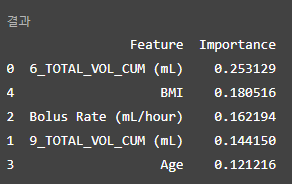 결과
Feature Importance
0 6_TOTAL_VOL_CUM (mL) 0.253129
4 BMI 0.180516
2 Bolus Rate (mL/hour) 0.162194
1 9_TOTAL_VOL_CUM (mL) 0.144150
3 Age 0.121216